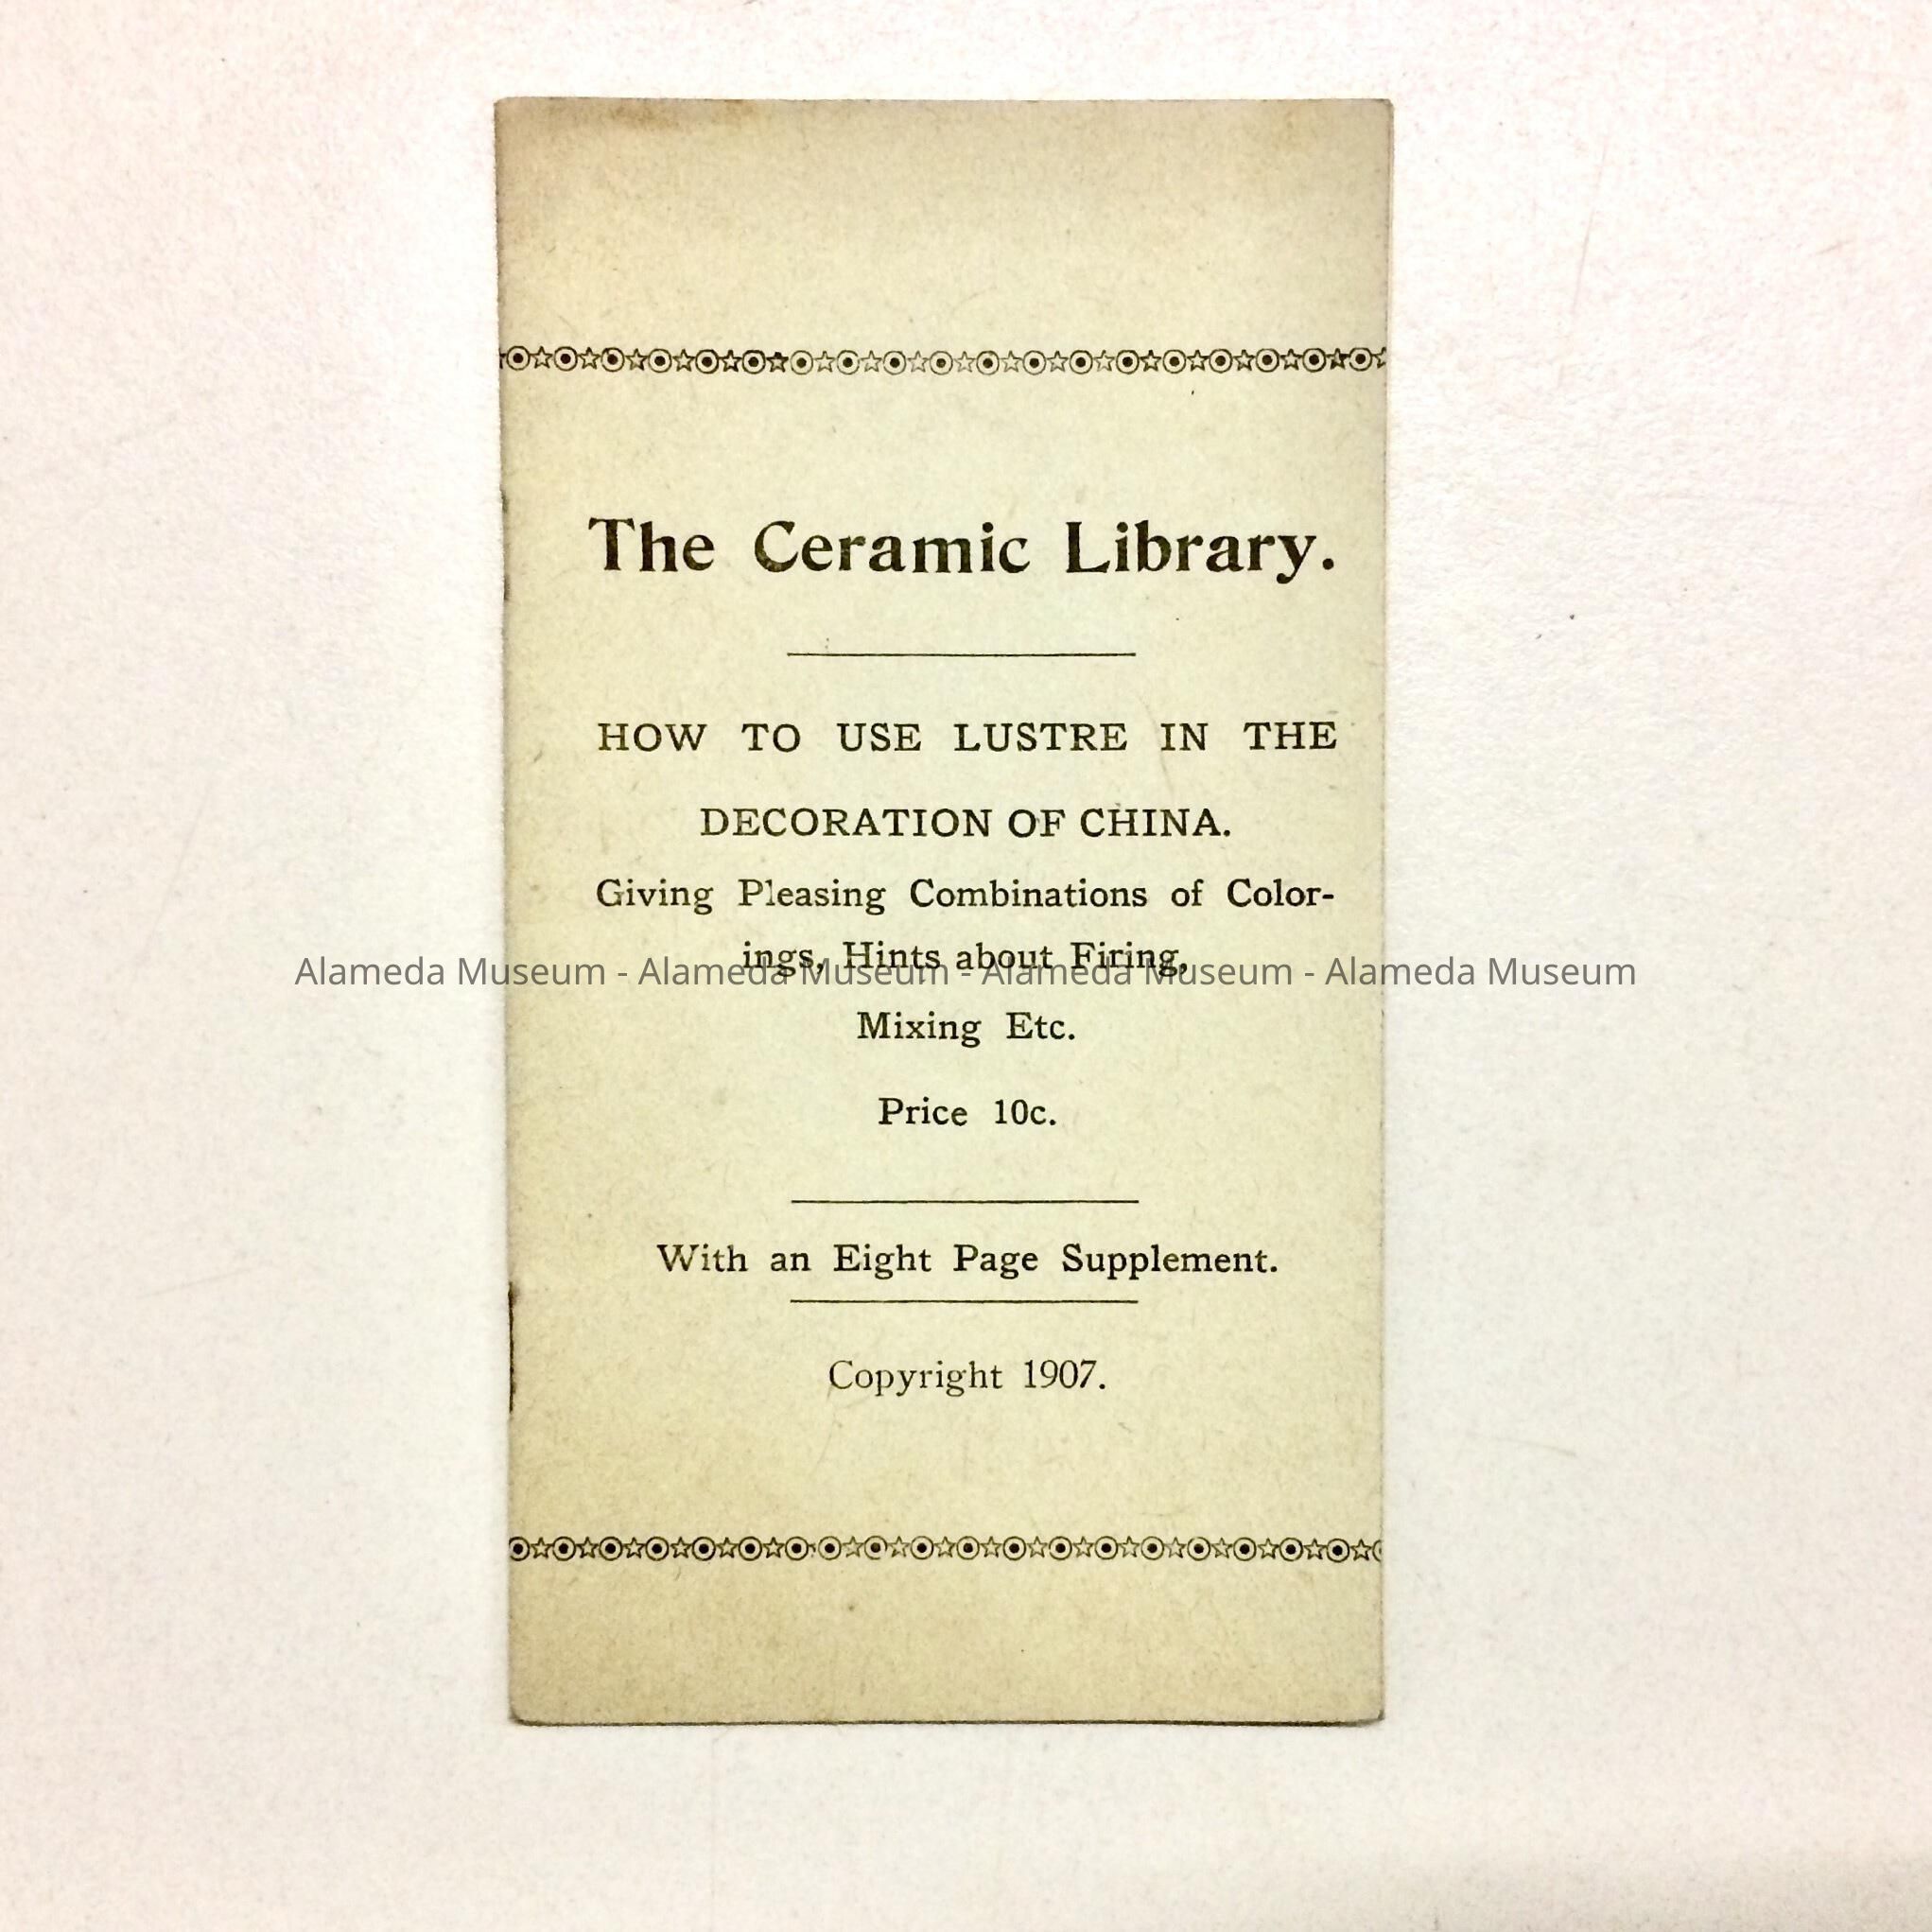 The Ceramic Library.
HOW TO USE LUSTRE IN THE
DECORATION OF CHINA.
Giving Pleasing Combinations of Color-
ings, Hints about Firing,
Alameda Museum - Alameda Museum - Alameda Museum - Alameda Museum
Mixing Etc.
Price 10c.
With an Eight Page Supplement.
Copyright 1907.